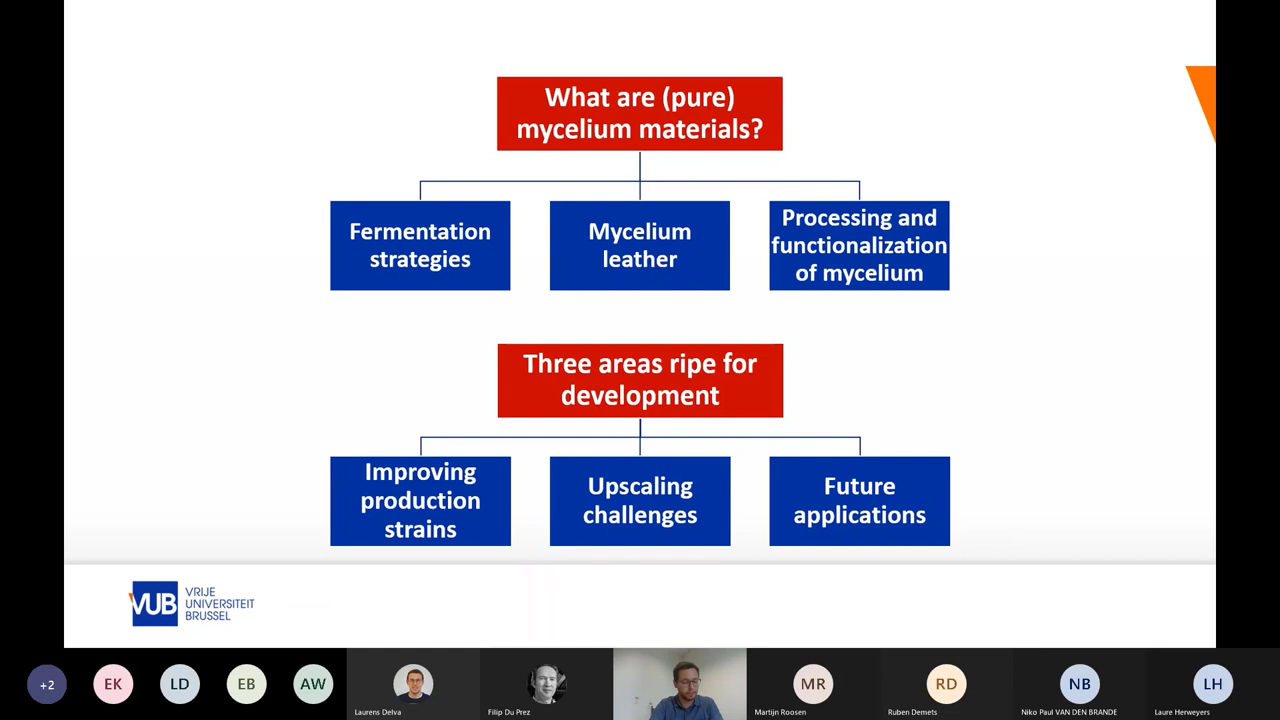 What are (pure)
mycelium materials?
Fermentation
strategies
Mycelium
leather
Processing and
functionalization
of mycelium
Three areas ripe for
development
Improving
production
strains
Upscaling
challenges
Future
applications
VUB
VRIJE
UNIVERSITEIT
BRUSSEL
+2
EK
LD
EB
AW
Laurens Delva
Filip Du Prez
MR
Martijn Roosen
RD
Ruben Demets
NB
Niko Paul VAN DEN BRANDE
LH
Laure Herweyers